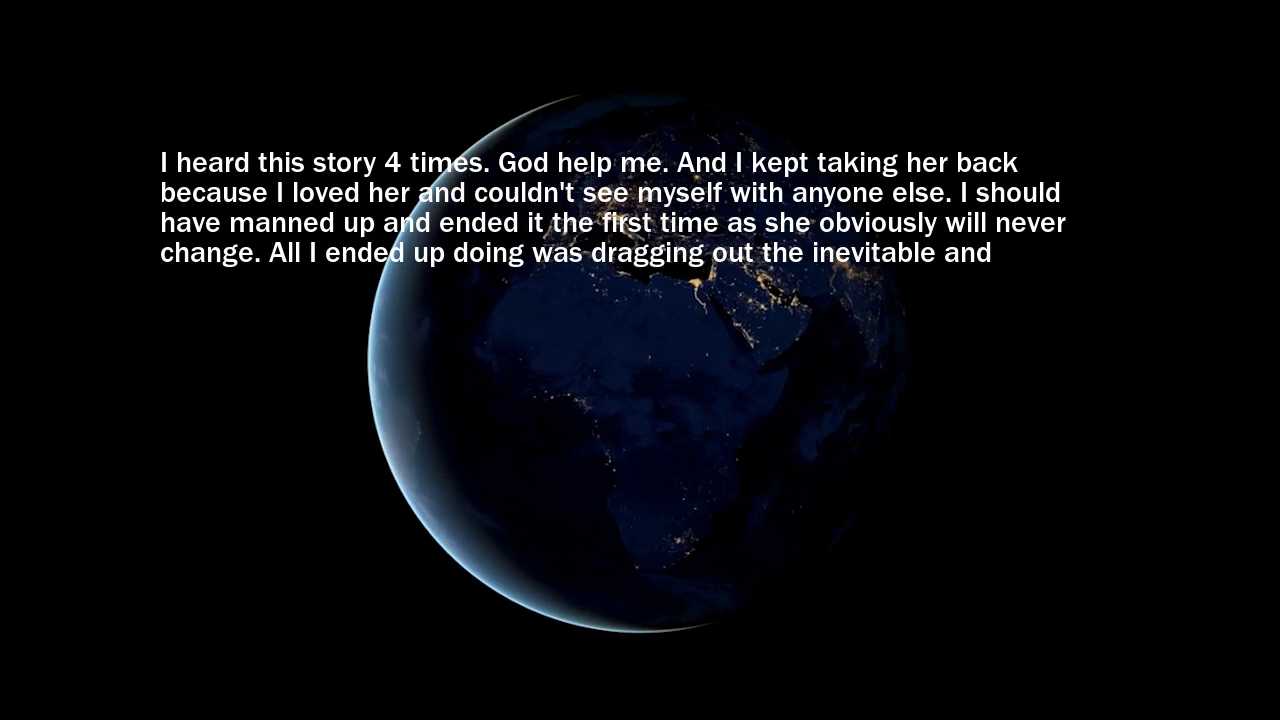 I heard this story 4 times. God help me. And I kept taking her back
because I loved her and couldn't see myself with anyone else. I should
have manned up and ended it the first time as she obviously will never
change. All I ended up doing was dragging out the inevitable and